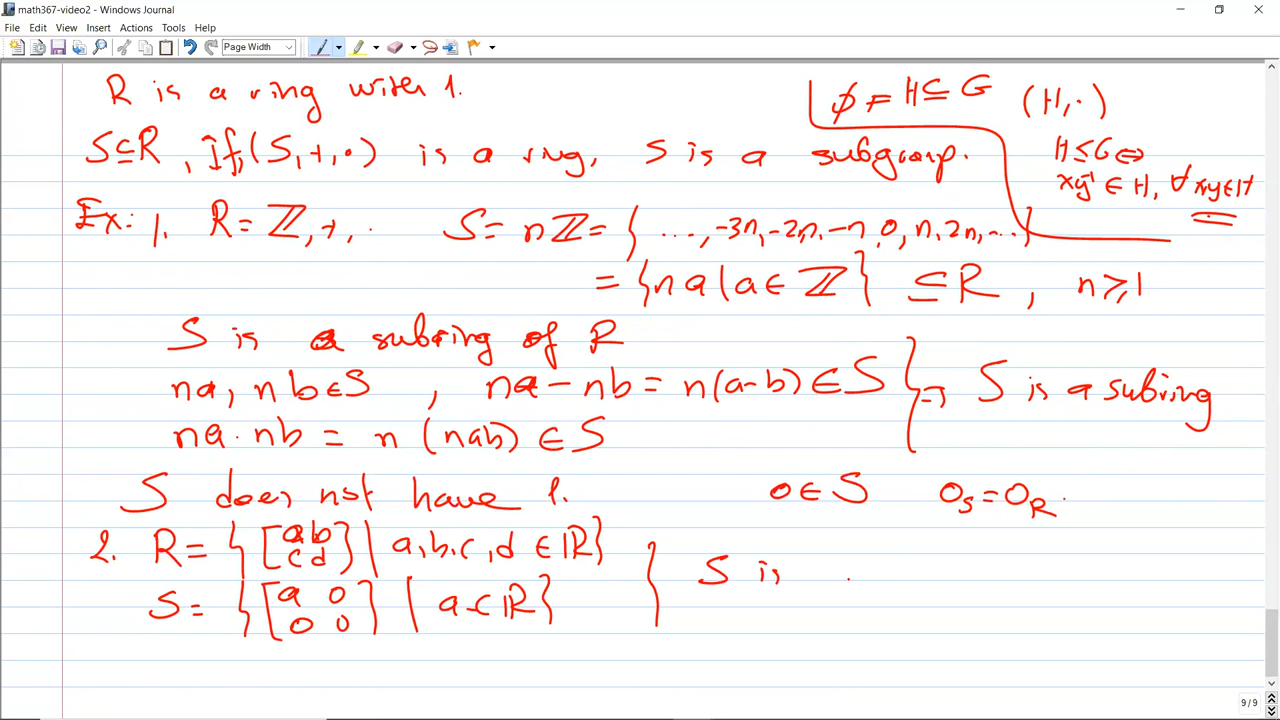 math367-video2 - Windows Journal
File Edit View Insert Actions Tools Help
Page Width
R is a ring with 1.
∅ ≠ H ⊆ G (H, ·)
S ⊆ R, If (S, +, ·) is a ring, S is a subgroup.
H ≤ G ⇔
xy⁻¹ ∈ H, ∀ x,y ∈ H
Ex: 1. R = ℤ, +, · S = nℤ = { ..., -3n, -2n, -n, 0, n, 2n, ... }
= { na | a ∈ ℤ } ⊆ R, n ≥ 1
S is a subring of R
na, nb ∈ S, na - nb = n(a-b) ∈ S } ⇒ S is a subring
na · nb = n (nab) ∈ S
S does not have 1. 0 ∈ S 0_S = 0_R.
2. R = { [a b c d] | a, b, c, d ∈ ℝ }
S = { [a 0 0 0] | a ∈ ℝ } } S is
9/9